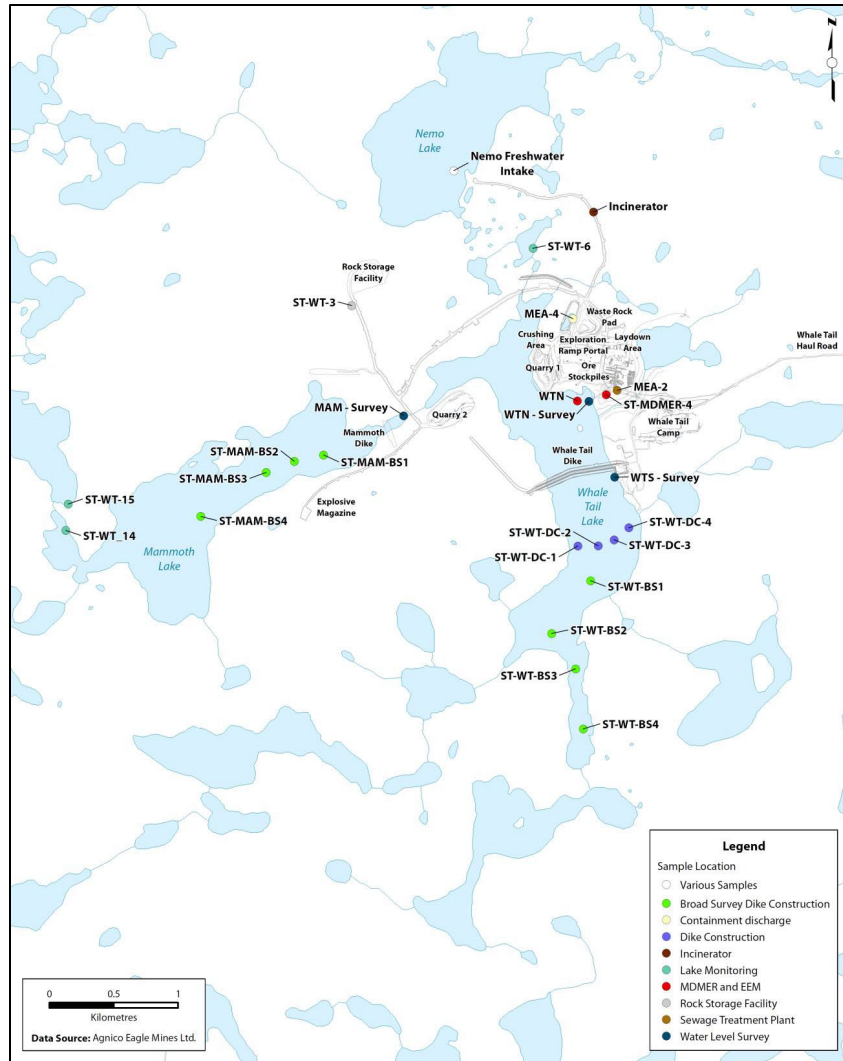 Z
Nemo
Lake
Nemo Freshwater
Intake
Incinerator
ST-WT-6
Rock Storage
Facility
ST-WT-3
MEA-4
Waste Rock
Pad
Crushing
Area
Exploration
Ramp Portal
Laydown
Area
Whale Tail
Haul Road
Quarry 1
Ore
Stockpiles
MEA-2
WTN
ST-MDMER-4
MAM - Survey
WTN - Survey
Quarry 2
Whale Tail
Camp
Mammoth
Dike
ST-MAM-BS2
ST-MAM-BS1
Whale Tail
Dike
ST-MAM-BS3
WTS - Survey
ST-WT-15
Explosive
Magazine
Whale
Tail
Lake
ST-MAM-BS4
ST-WT-DC-4
ST-WT_14
ST-WT-DC-2
ST-WT-DC-3
Mammoth
Lake
ST-WT-DC-1
ST-WT-BS1
ST-WT-BS2
ST-WT-BS3
ST-WT-BS4
Legend
Sample Location
Various Samples
Broad Survey Dike Construction
Containment discharge
Dike Construction
Incinerator
Lake Monitoring
MDMER and EEM
Rock Storage Facility
Sewage Treatment Plant
Water Level Survey
0 0.5 1
Kilometres
Data Source: Agnico Eagle Mines Ltd.